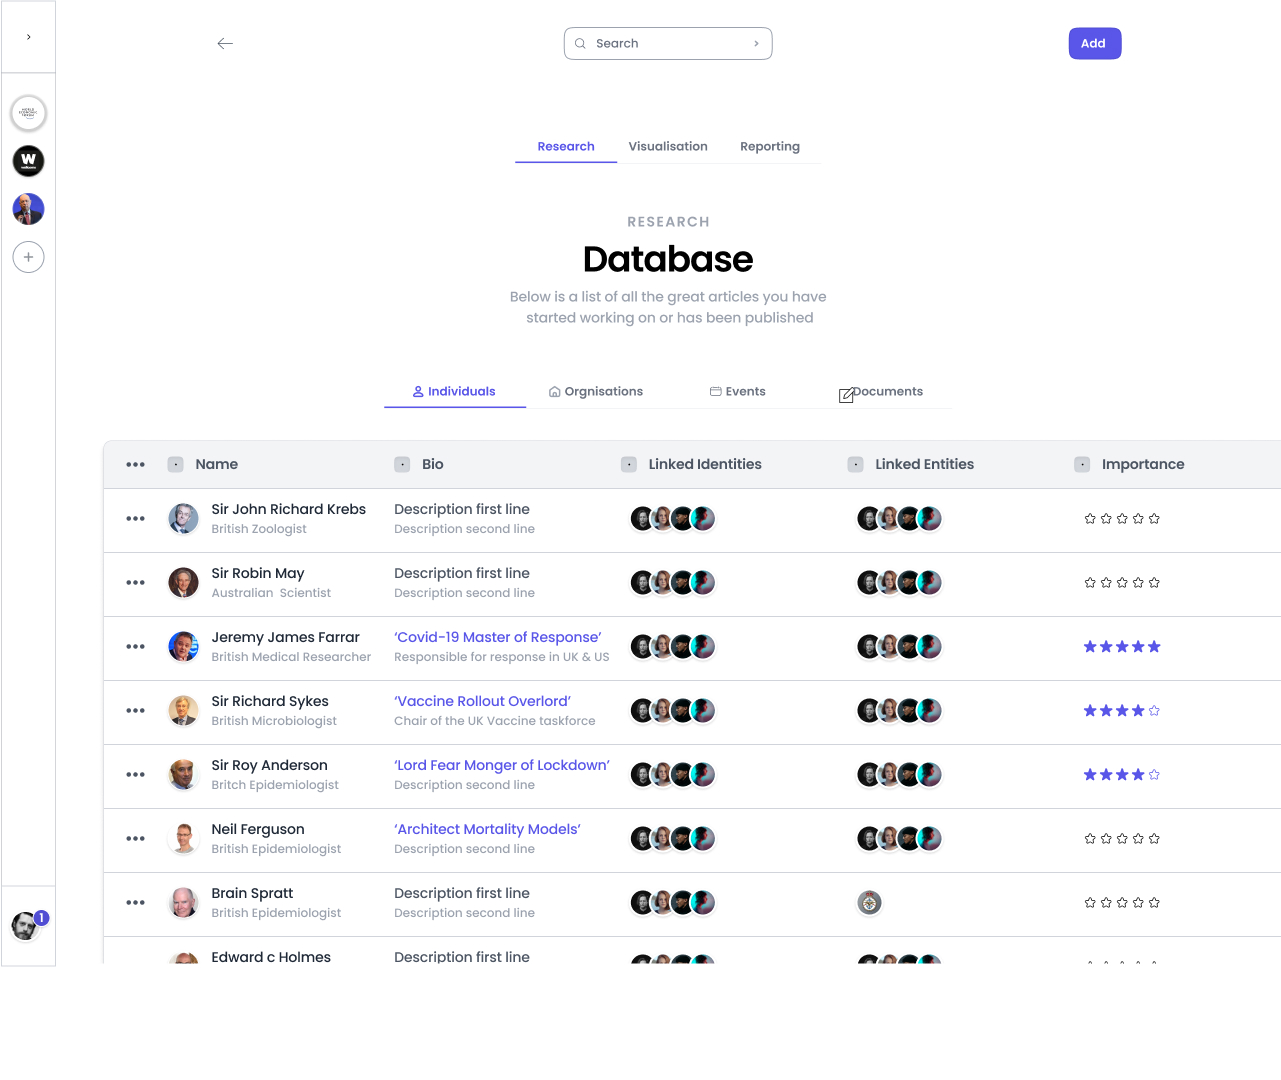 Search
Add
WORLD
ECONOMIC
FORUM
W
wellcome
Research
Visualisation
Reporting
RESEARCH
Database
Below is a list of all the great articles you have
started working on or has been published
Individuals
Orgnisations
Events
Documents
Name
Bio
Linked Identities
Linked Entities
Importance
Sir John Richard Krebs
British Zoologist
Description first line
Description second line
Sir Robin May
Australian  Scientist
Description first line
Description second line
Jeremy James Farrar
British Medical Researcher
‘Covid-19 Master of Response’
Responsible for response in UK & US
Sir Richard Sykes
British Microbiologist
‘Vaccine Rollout Overlord’
Chair of the UK Vaccine taskforce
Sir Roy Anderson
Britch Epidemiologist
‘Lord Fear Monger of Lockdown’
Description second line
Neil Ferguson
British Epidemiologist
‘Architect Mortality Models’
Description second line
Brain Spratt
British Epidemiologist
Description first line
Description second line
1
Edward c Holmes
Description first line